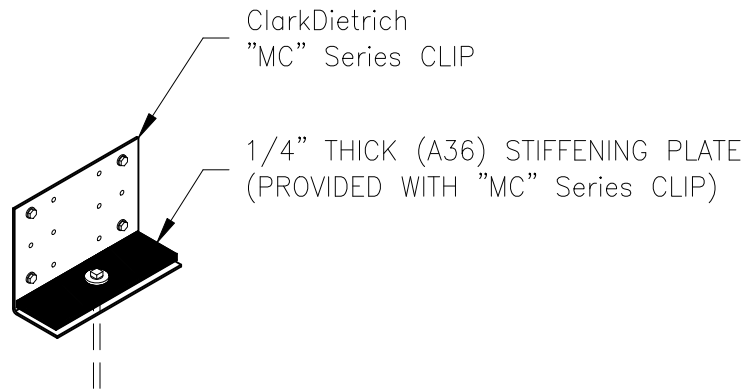 ClarkDietrich
"MC" Series CLIP
1/4" THICK (A36) STIFFENING PLATE
(PROVIDED WITH "MC" Series CLIP)